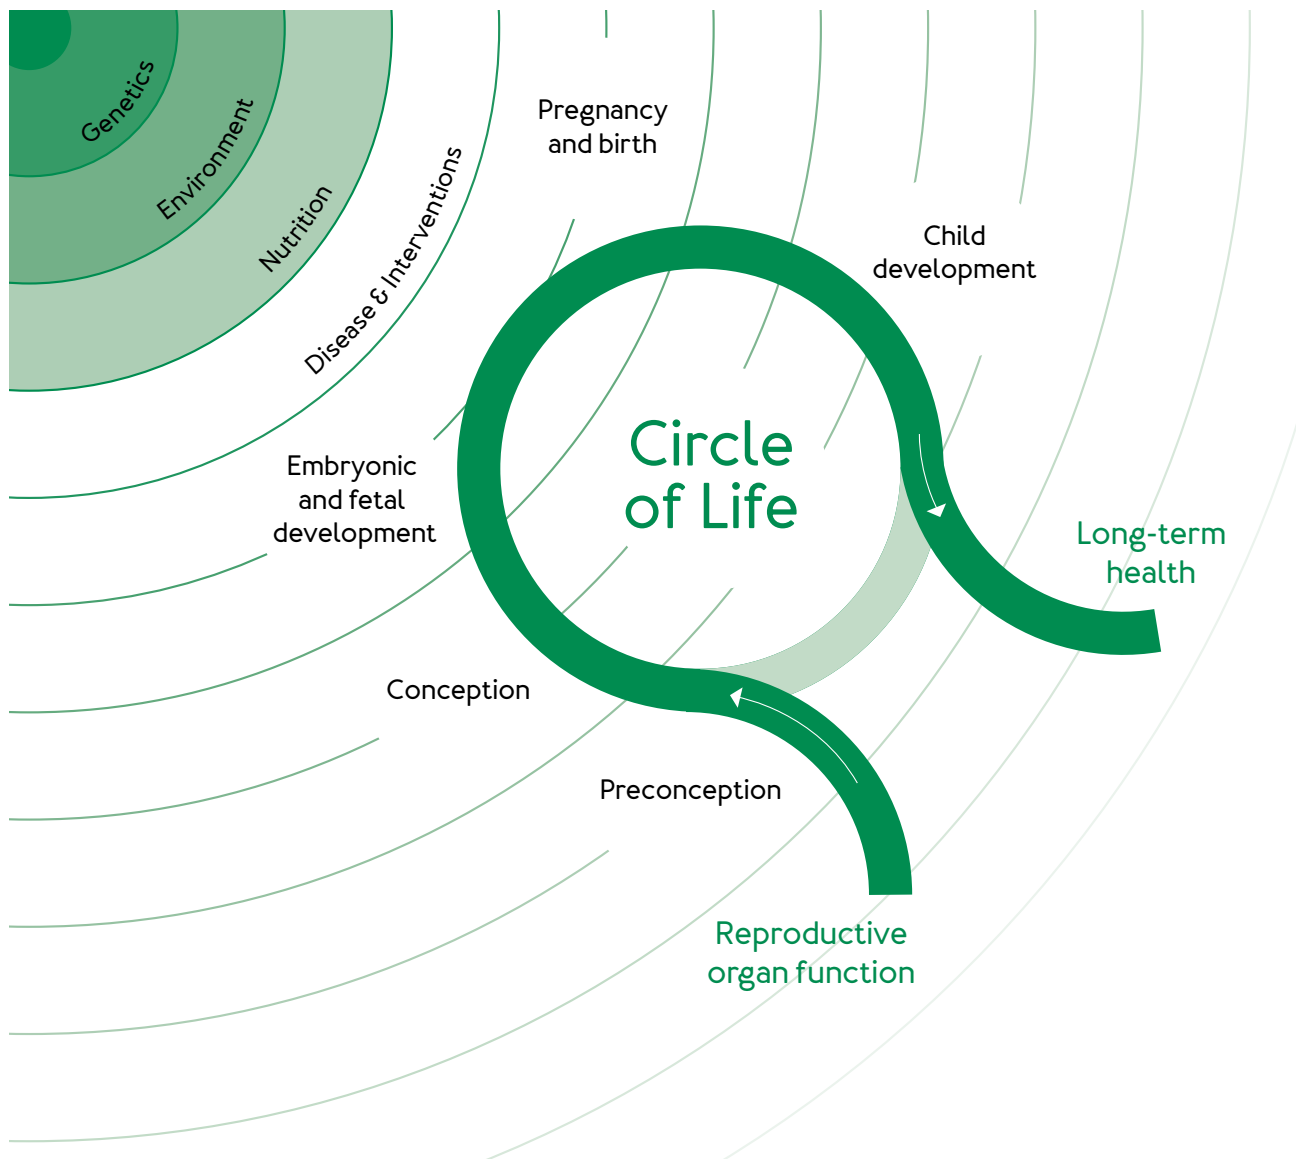 Genetics
Environment
Nutrition
Disease & Interventions
Pregnancy
and birth
Child
development
Circle
of Life
Embryonic
and fetal
development
Long-term
health
Conception
Preconception
Reproductive
organ function